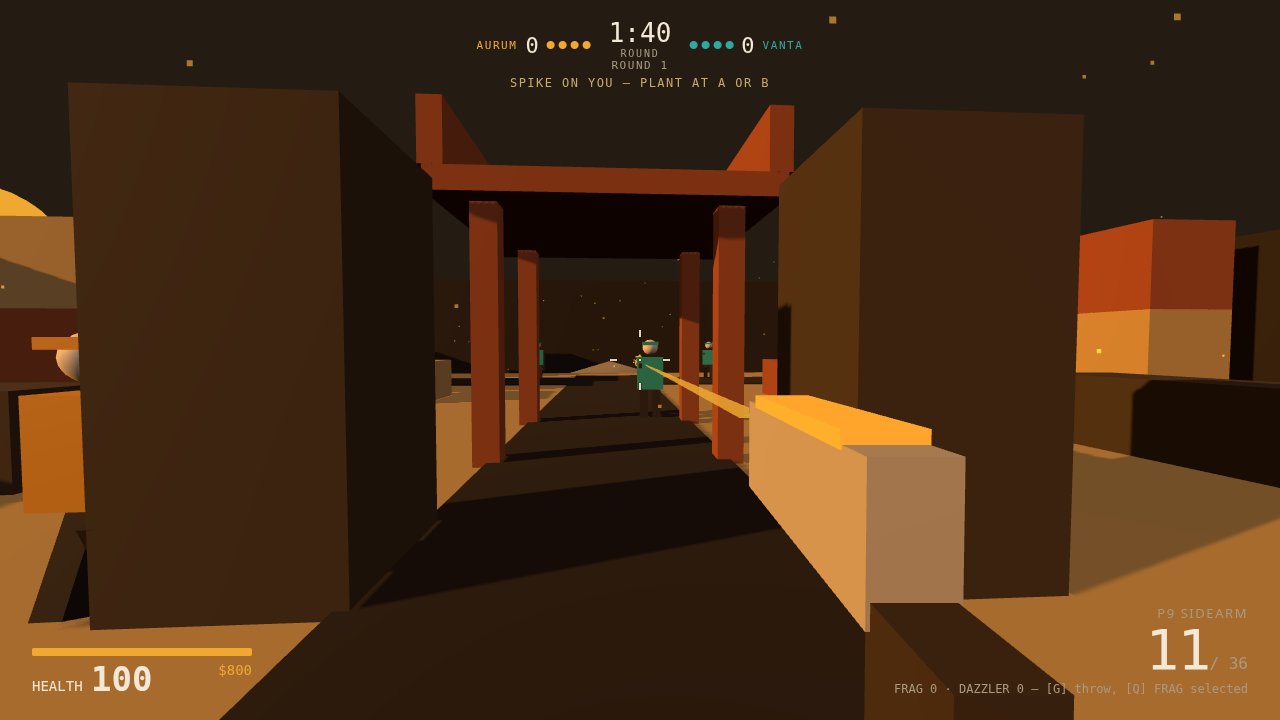 AURUM 0 1:40 0 VANTA
ROUND
ROUND 1
SPIKE ON YOU — PLANT AT A OR B
HEALTH 100 $800
P9 SIDEARM
11 / 36
FRAG 0 · DAZZLER 0 — [G] throw, [Q] FRAG selected